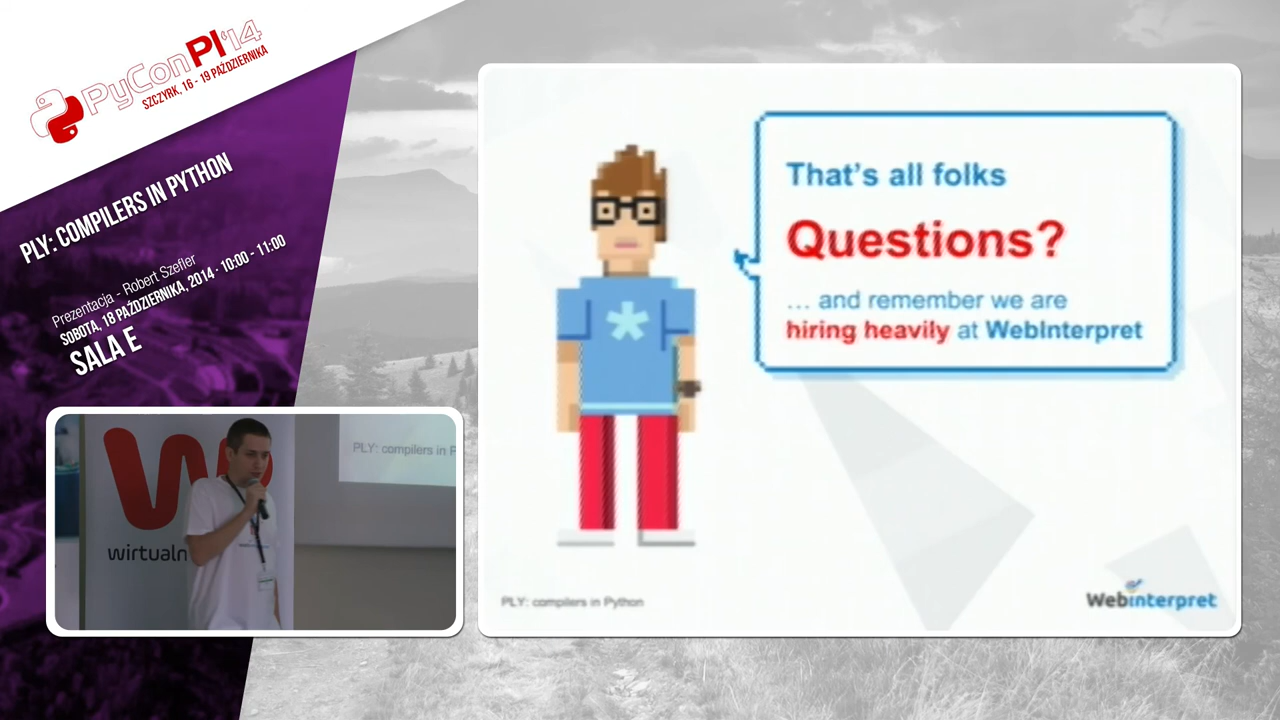 PyConPl'14
SZCZYRK, 16 - 19 PAŹDZIERNIKA
PLY: COMPILERS IN PYTHON
Prezentacja - Robert Szefler
SOBOTA, 18 PAŹDZIERNIKA, 2014 · 10:00 - 11:00
SALA E
W
wirtualn
PLY: compilers in P
That's all folks
Questions?
... and remember we are
hiring heavily at WebInterpret
PLY: compilers in Python
Webinterpret